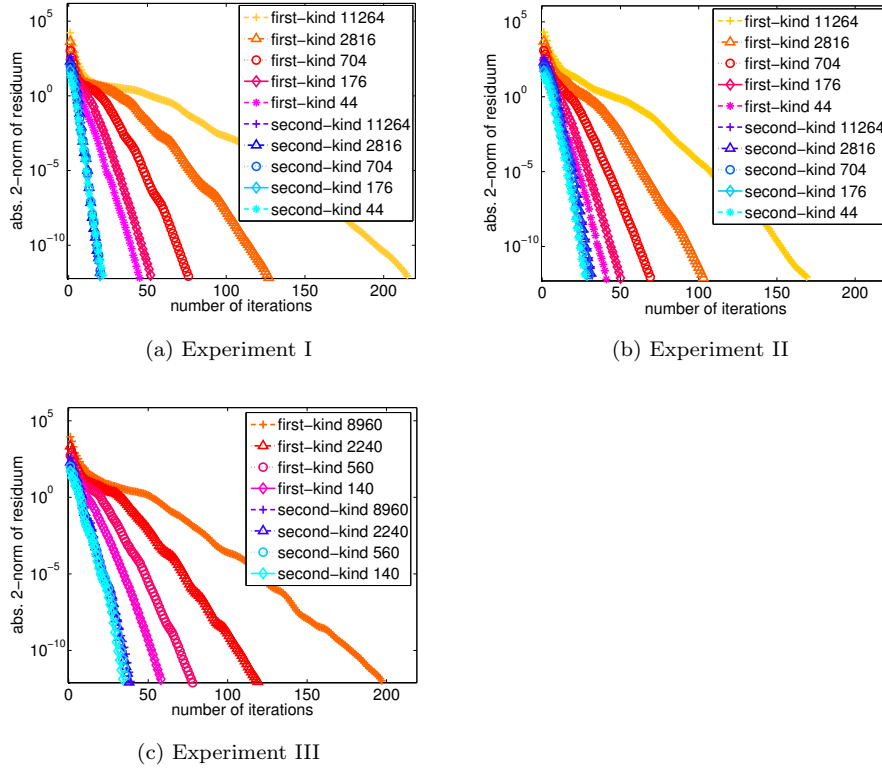 10^5
10^0
10^-5
10^-10
abs. 2-norm of residuum
0 50 100 150 200
number of iterations
first-kind 11264
first-kind 2816
first-kind 704
first-kind 176
first-kind 44
second-kind 11264
second-kind 2816
second-kind 704
second-kind 176
second-kind 44
(a) Experiment I
10^5
10^0
10^-5
10^-10
abs. 2-norm of residuum
0 50 100 150 200
number of iterations
first-kind 11264
first-kind 2816
first-kind 704
first-kind 176
first-kind 44
second-kind 11264
second-kind 2816
second-kind 704
second-kind 176
second-kind 44
(b) Experiment II
10^5
10^0
10^-5
10^-10
abs. 2-norm of residuum
0 50 100 150 200
number of iterations
first-kind 8960
first-kind 2240
first-kind 560
first-kind 140
second-kind 8960
second-kind 2240
second-kind 560
second-kind 140
(c) Experiment III